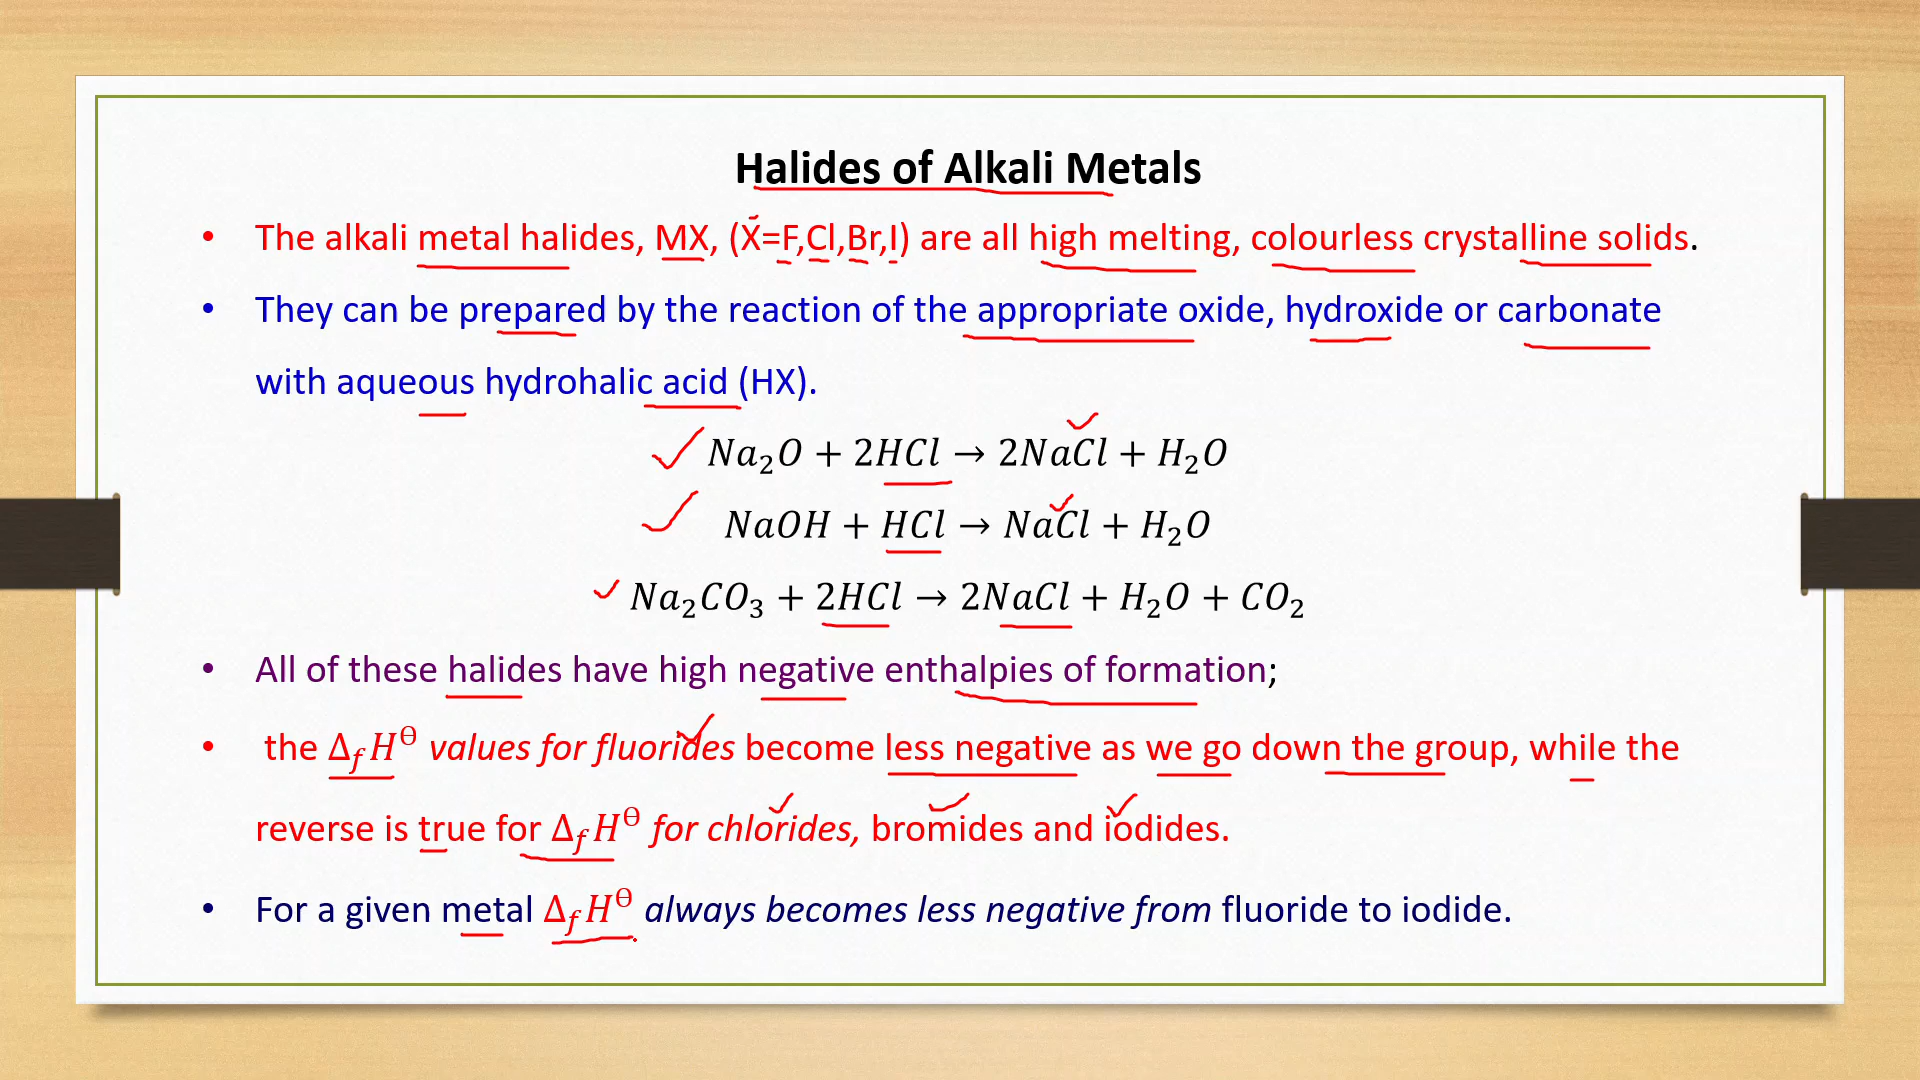 Halides of Alkali Metals
• The alkali metal halides, MX, (X=F,Cl,Br,I) are all high melting, colourless crystalline solids.
• They can be prepared by the reaction of the appropriate oxide, hydroxide or carbonate
with aqueous hydrohalic acid (HX).
Na₂O + 2HCl → 2NaCl + H₂O
NaOH + HCl → NaCl + H₂O
Na₂CO₃ + 2HCl → 2NaCl + H₂O + CO₂
• All of these halides have high negative enthalpies of formation;
• the Δ_f H^Θ values for fluorides become less negative as we go down the group, while the
reverse is true for Δ_f H^Θ for chlorides, bromides and iodides.
• For a given metal Δ_f H^Θ always becomes less negative from fluoride to iodide.